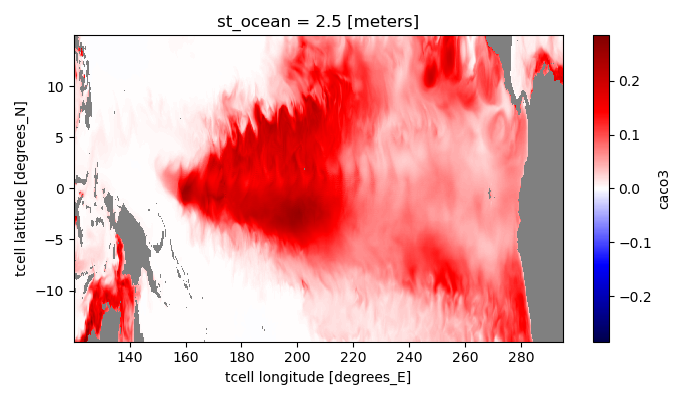 st_ocean = 2.5 [meters]
10
5
0
−5
−10
tcell latitude [degrees_N]
140 160 180 200 220 240 260 280
tcell longitude [degrees_E]
0.2
0.1
0.0
−0.1
−0.2
caco3